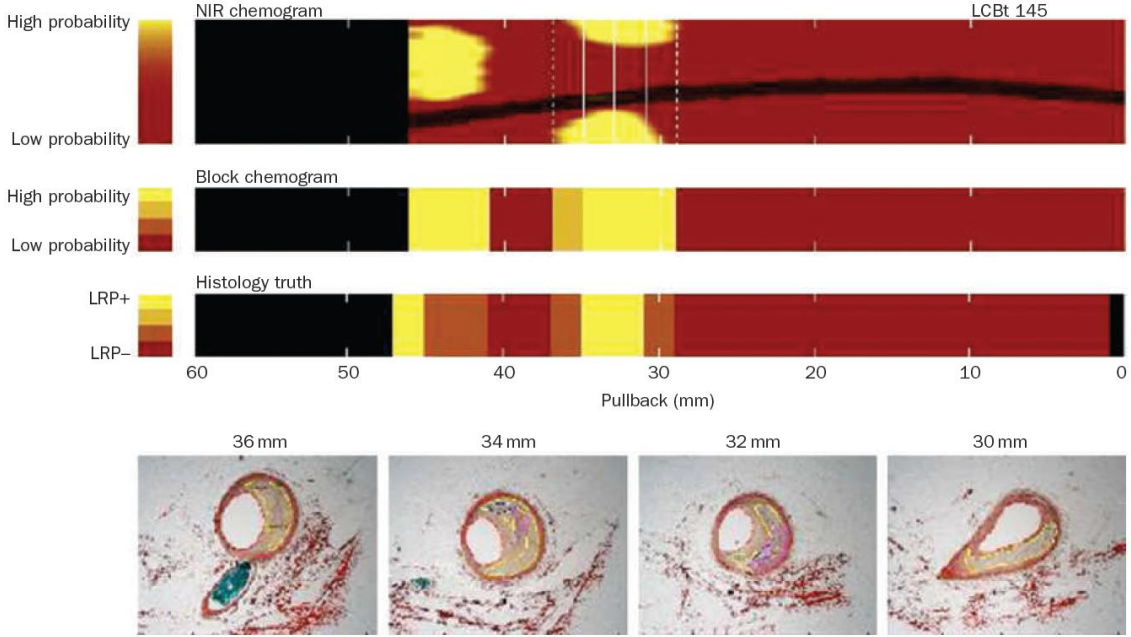 NIR chemogram
LCBt 145
High probability
Low probability
Block chemogram
High probability
Low probability
Histology truth
LRP+
LRP−
60 50 40 30 20 10 0
Pullback (mm)
36 mm 34 mm 32 mm 30 mm